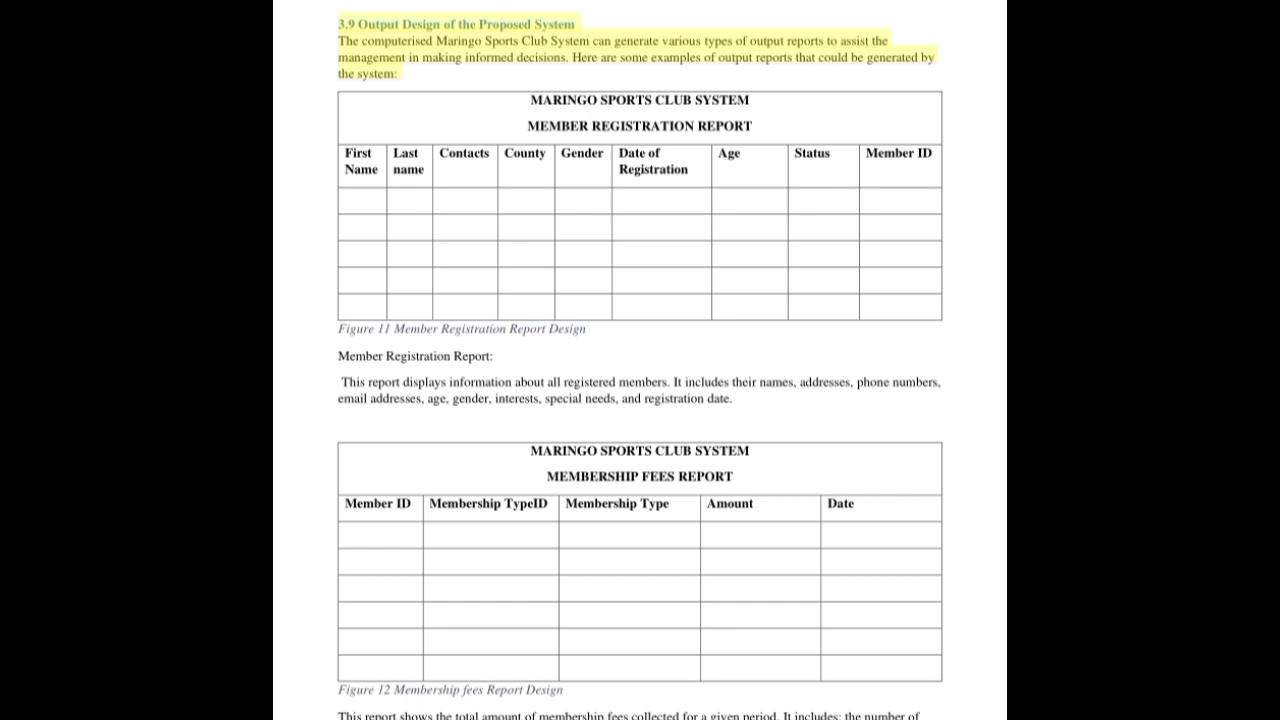 3.9 Output Design of the Proposed System
The computerised Maringo Sports Club System can generate various types of output reports to assist the
management in making informed decisions. Here are some examples of output reports that could be generated by
the system:
MARINGO SPORTS CLUB SYSTEM
MEMBER REGISTRATION REPORT
First Name Last name Contacts County Gender Date of Registration Age Status Member ID
Figure 11 Member Registration Report Design
Member Registration Report:
This report displays information about all registered members. It includes their names, addresses, phone numbers,
email addresses, age, gender, interests, special needs, and registration date.
MARINGO SPORTS CLUB SYSTEM
MEMBERSHIP FEES REPORT
Member ID Membership TypeID Membership Type Amount Date
Figure 12 Membership fees Report Design
This report shows the total amount of membership fees collected for a given period. It includes: the number of